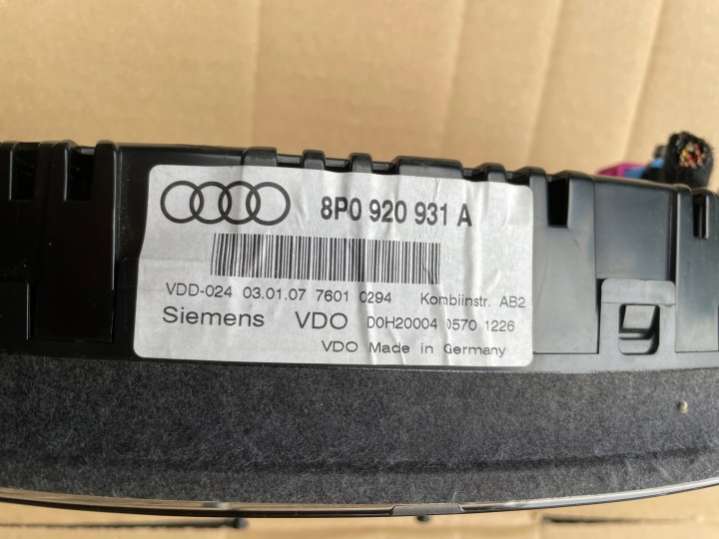 8P0 920 931 A
VDD-024 03.01.07 7601 0294 Kombiinstr. AB2
Siemens VDO D0H20004 0570 1226
VDO Made in Germany